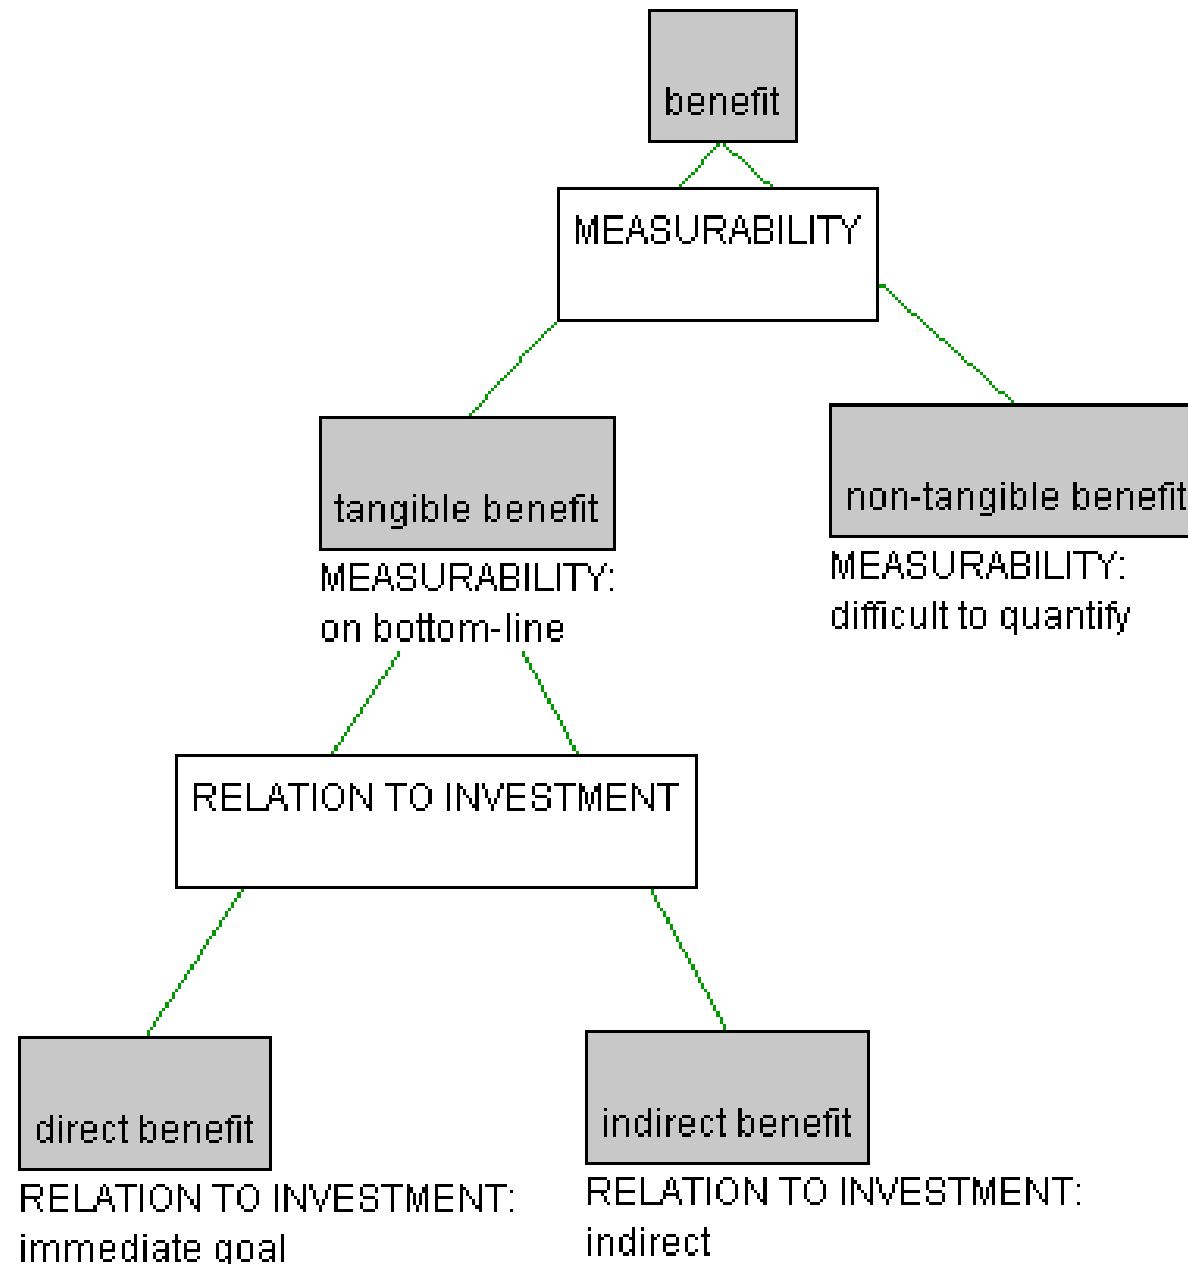 benefit
MEASURABILITY
tangible benefit
non-tangible benefit
MEASURABILITY:
on bottom-line
MEASURABILITY:
difficult to quantify
RELATION TO INVESTMENT
direct benefit
indirect benefit
RELATION TO INVESTMENT:
immediate goal
RELATION TO INVESTMENT:
indirect